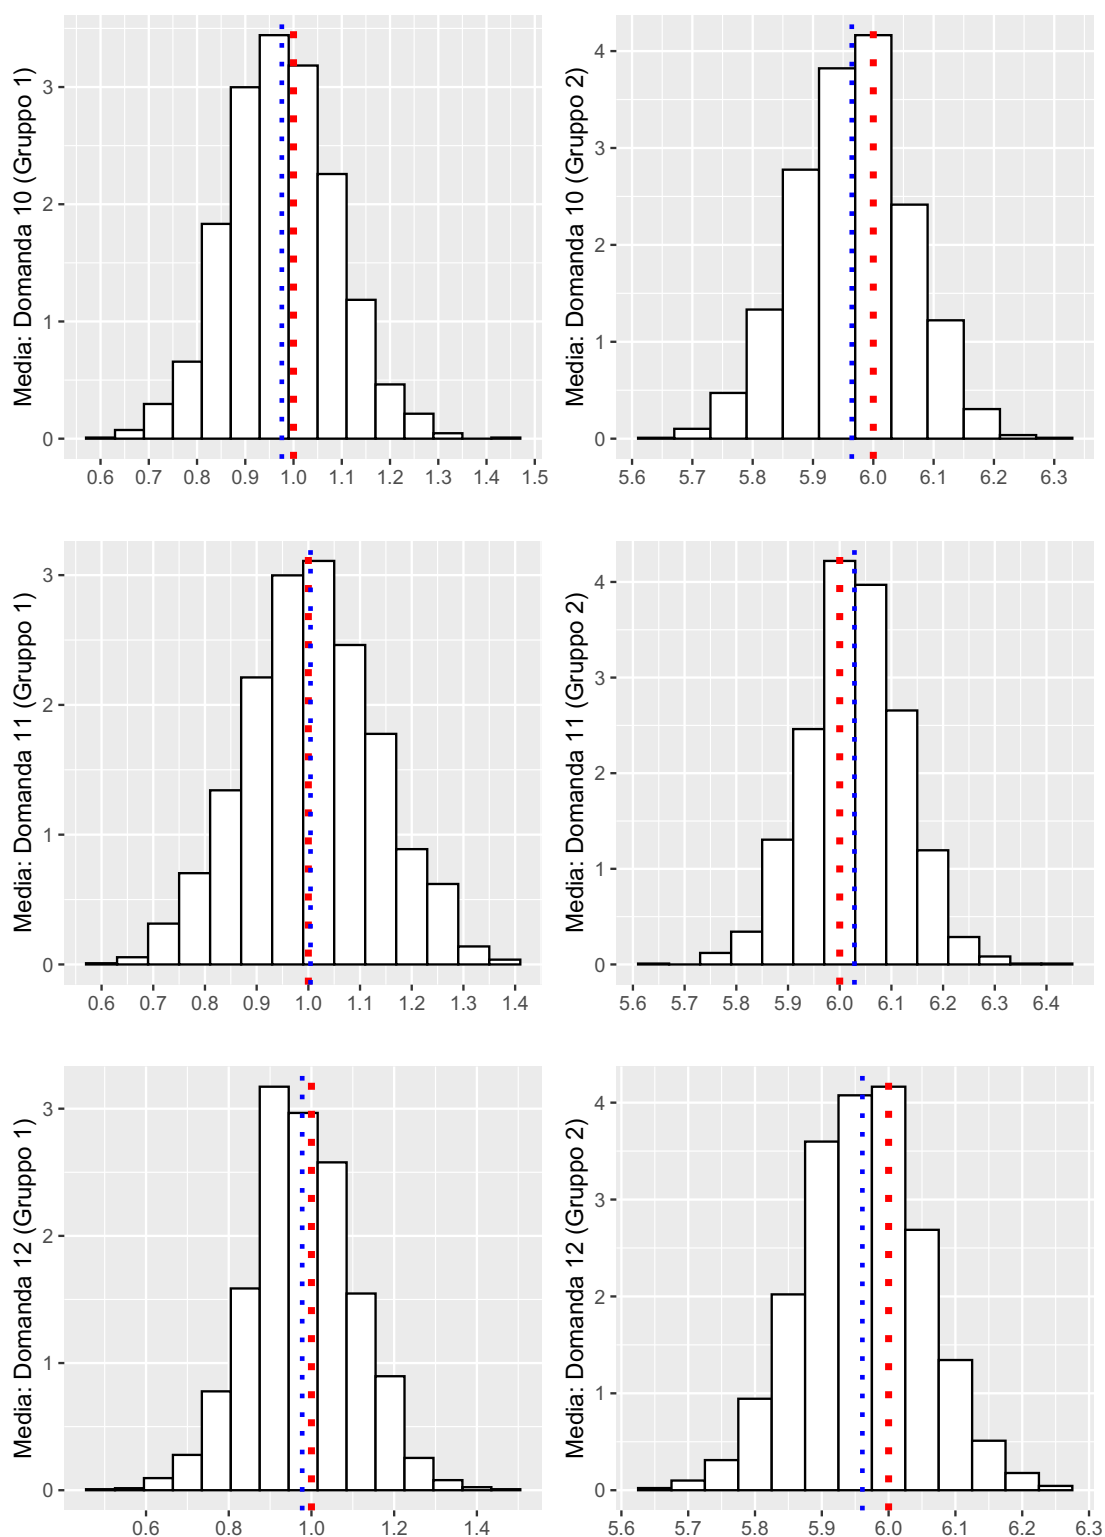 Media: Domanda 10 (Gruppo 1)
3
2
1
0
0.6 0.7 0.8 0.9 1.0 1.1 1.2 1.3 1.4 1.5
Media: Domanda 10 (Gruppo 2)
4
3
2
1
0
5.6 5.7 5.8 5.9 6.0 6.1 6.2 6.3
Media: Domanda 11 (Gruppo 1)
3
2
1
0
0.6 0.7 0.8 0.9 1.0 1.1 1.2 1.3 1.4
Media: Domanda 11 (Gruppo 2)
4
3
2
1
0
5.6 5.7 5.8 5.9 6.0 6.1 6.2 6.3 6.4
Media: Domanda 12 (Gruppo 1)
3
2
1
0
0.6 0.8 1.0 1.2 1.4
Media: Domanda 12 (Gruppo 2)
4
3
2
1
0
5.6 5.7 5.8 5.9 6.0 6.1 6.2 6.3